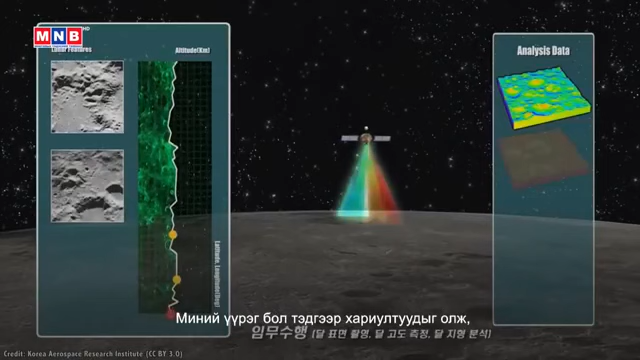 MNB
HD
Lunar Features
Altitude(Km)
Analysis Data
Latitude, Longitude(Deg)
Миний үүрэг бол тэдгээр хариултуудыг олж,
임무수행 (달 표면 촬영, 달 고도 측정, 달 지형 분석)
Credit: Korea Aerospace Research Institute (CC BY 3.0)